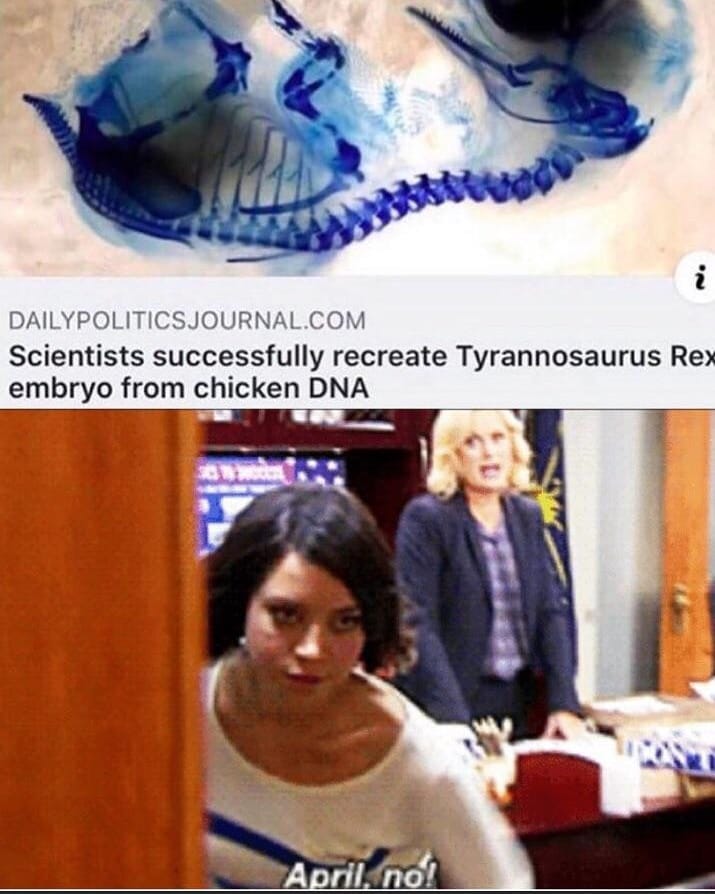 i
DAILYPOLITICSJOURNAL.COM
Scientists successfully recreate Tyrannosaurus Rex
embryo from chicken DNA
April, no!